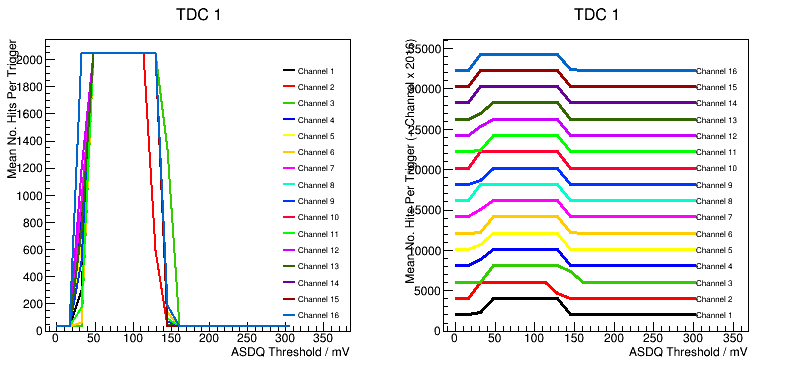 TDC 1
Mean No. Hits Per Trigger
2000
1800
1600
1400
1200
1000
800
600
400
200
0
0 50 100 150 200 250 300 350
ASDQ Threshold / mV
Channel 1
Channel 2
Channel 3
Channel 4
Channel 5
Channel 6
Channel 7
Channel 8
Channel 9
Channel 10
Channel 11
Channel 12
Channel 13
Channel 14
Channel 15
Channel 16
TDC 1
Mean No. Hits Per Trigger (+ Channel x 2016)
35000
30000
25000
20000
15000
10000
5000
0
0 50 100 150 200 250 300 350
ASDQ Threshold / mV
Channel 16
Channel 15
Channel 14
Channel 13
Channel 12
Channel 11
Channel 10
Channel 9
Channel 8
Channel 7
Channel 6
Channel 5
Channel 4
Channel 3
Channel 2
Channel 1